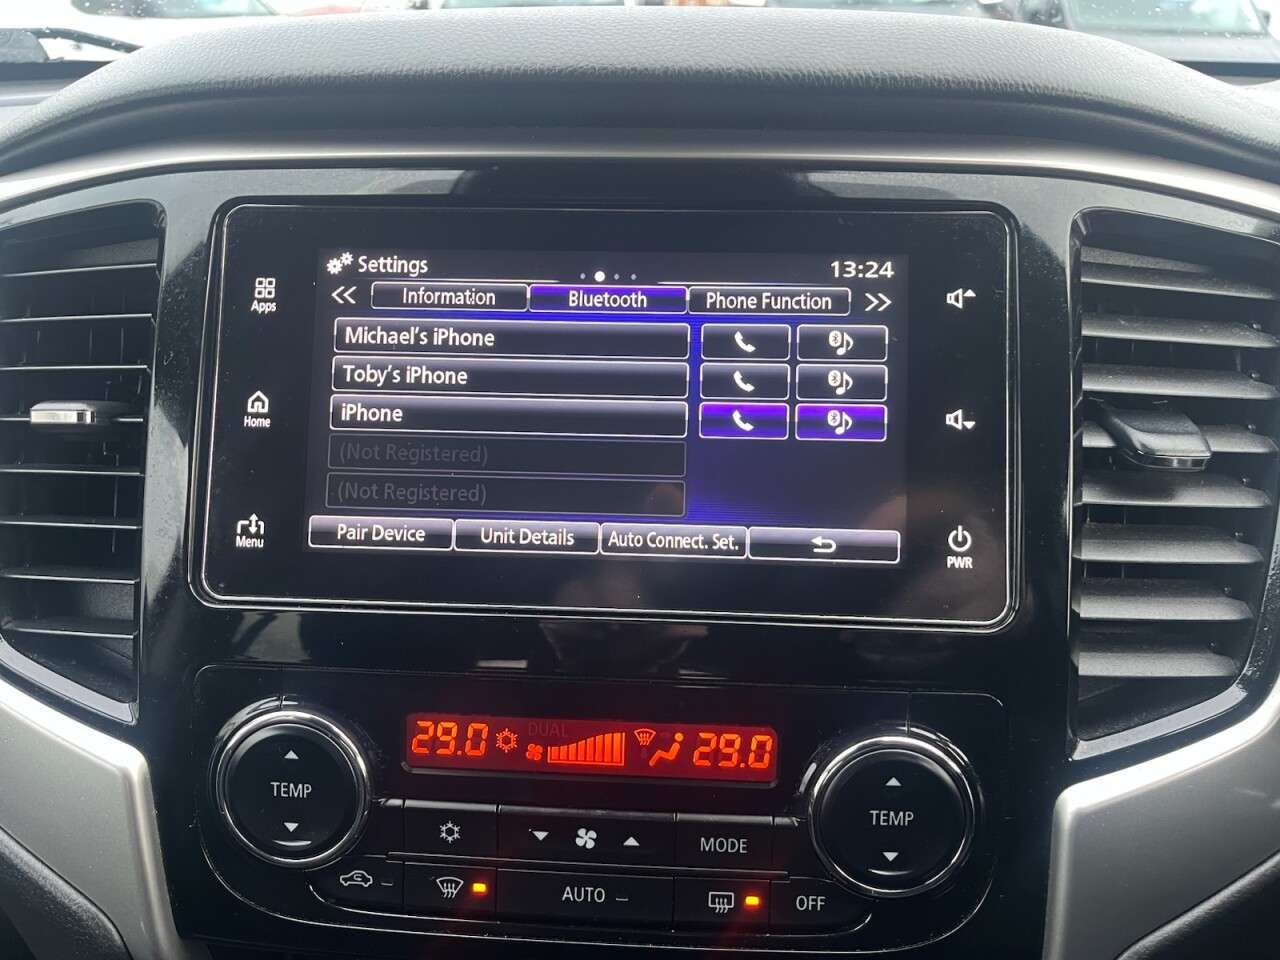 Settings
13:24
<<
Information
Bluetooth
Phone Function
>>
Apps
Home
Menu
Michael's iPhone
Toby's iPhone
iPhone
(Not Registered)
(Not Registered)
Pair Device
Unit Details
Auto Connect. Set.
PWR
29.0
DUAL
29.0
TEMP
TEMP
MODE
AUTO
OFF